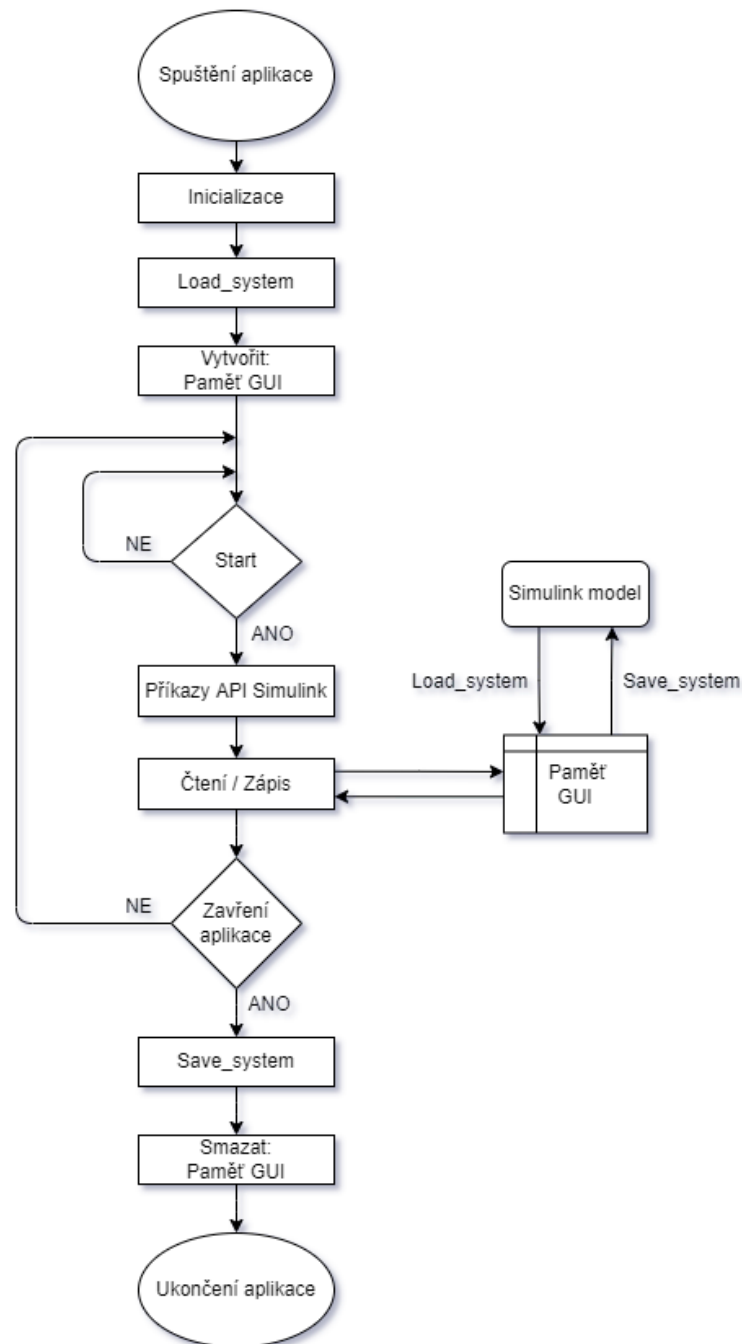 Spuštění aplikace
Inicializace
Load_system
Vytvořit:
Paměť GUI
NE
Start
ANO
Simulink model
Příkazy API Simulink
Load_system
Save_system
Čtení / Zápis
Paměť
GUI
NE
Zavření
aplikace
ANO
Save_system
Smazat:
Paměť GUI
Ukončení aplikace